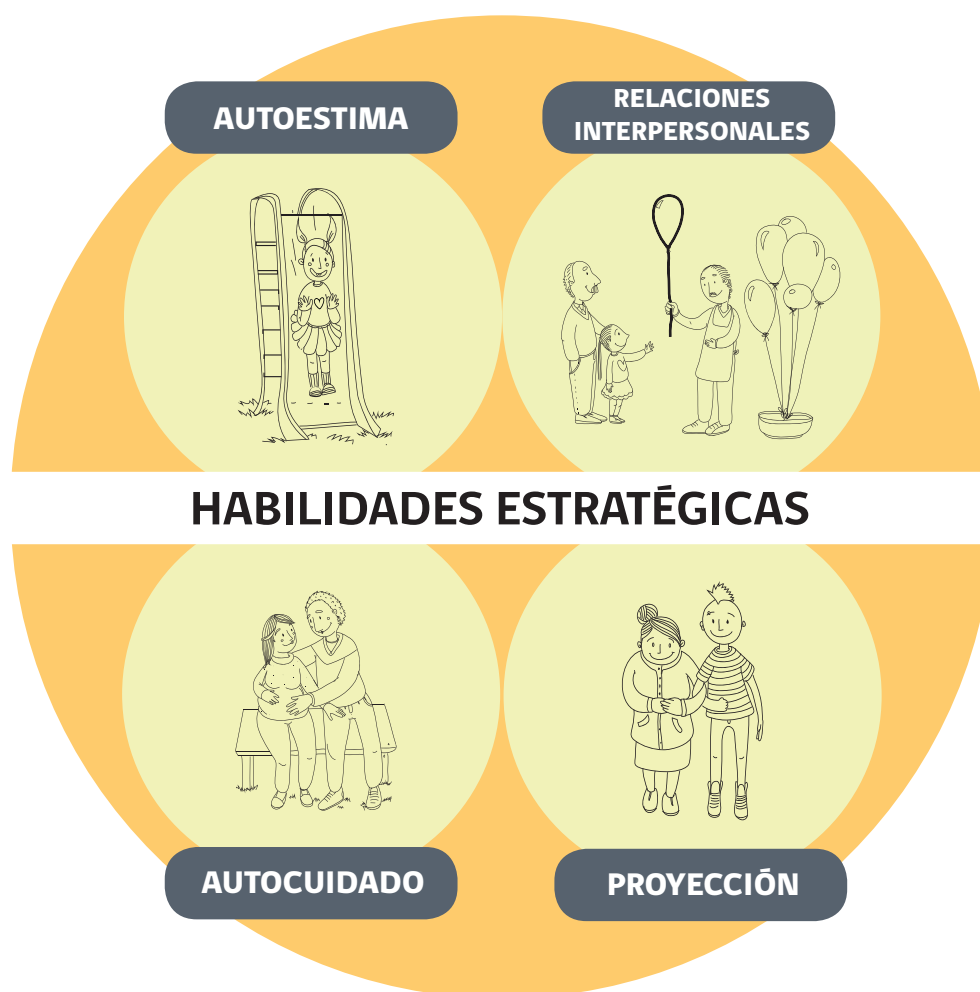 AUTOESTIMA
RELACIONES
INTERPERSONALES
HABILIDADES ESTRATÉGICAS
AUTOCUIDADO
PROYECCIÓN